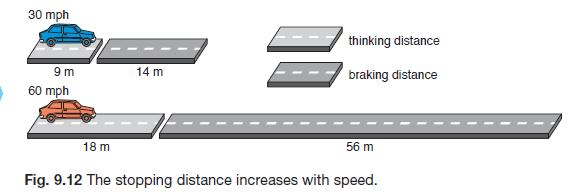 30 mph
thinking distance
9 m
14 m
braking distance
60 mph
18 m
56 m
Fig. 9.12 The stopping distance increases with speed.